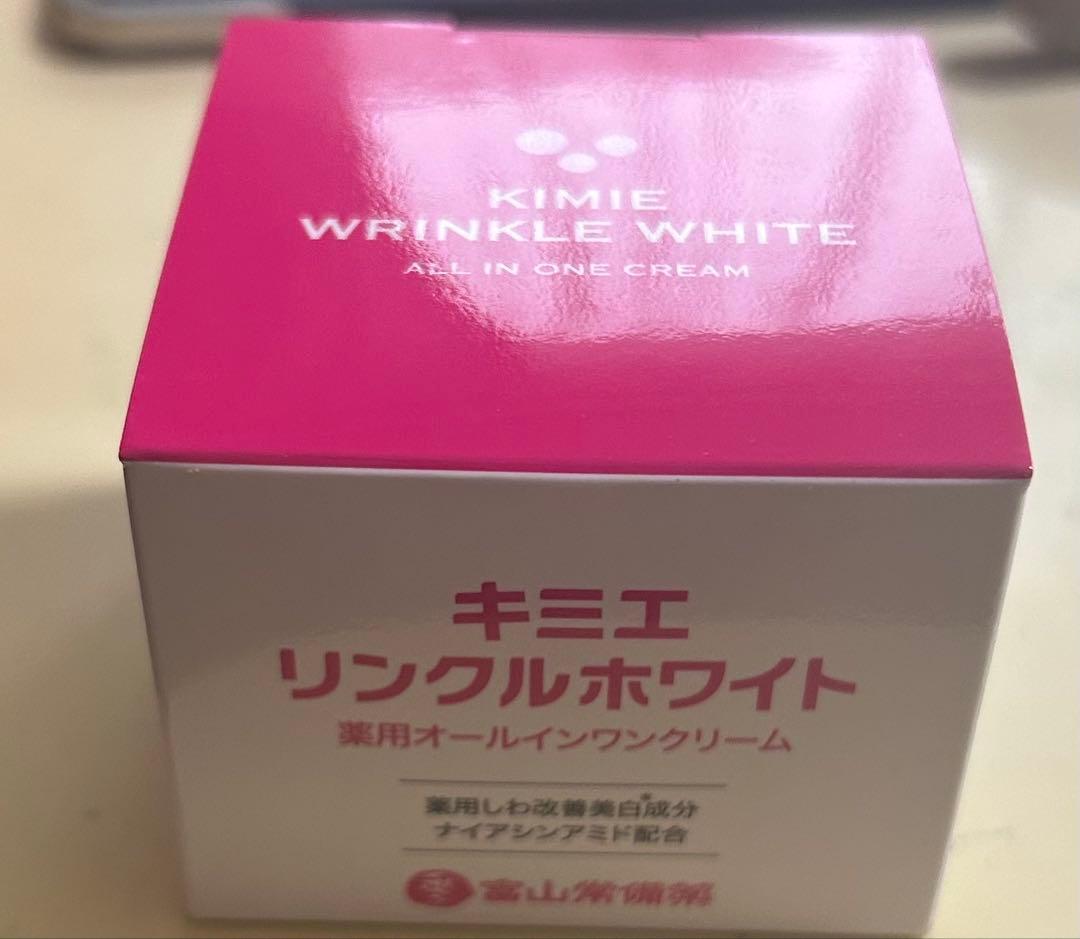 KIMIE
WRINKLE WHITE
ALL IN ONE CREAM
キミエ
リンクルホワイト
薬用オールインワンクリーム
薬用しわ改善美白*成分
ナイアシンアミド配合
富山常備薬